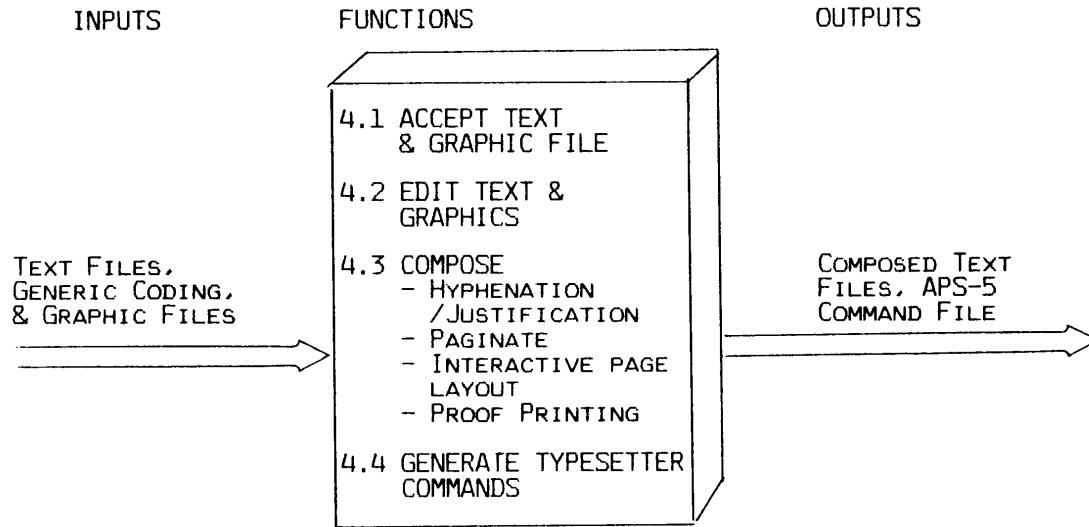 INPUTS FUNCTIONS OUTPUTS
4.1 ACCEPT TEXT
& GRAPHIC FILE
4.2 EDIT TEXT &
GRAPHICS
TEXT FILES,
GENERIC CODING,
& GRAPHIC FILES
4.3 COMPOSE
- HYPHENATION
/JUSTIFICATION
- PAGINATE
- INTERACTIVE PAGE
LAYOUT
- PROOF PRINTING
4.4 GENERATE TYPESETTER
COMMANDS
COMPOSED TEXT
FILES, APS-5
COMMAND FILE